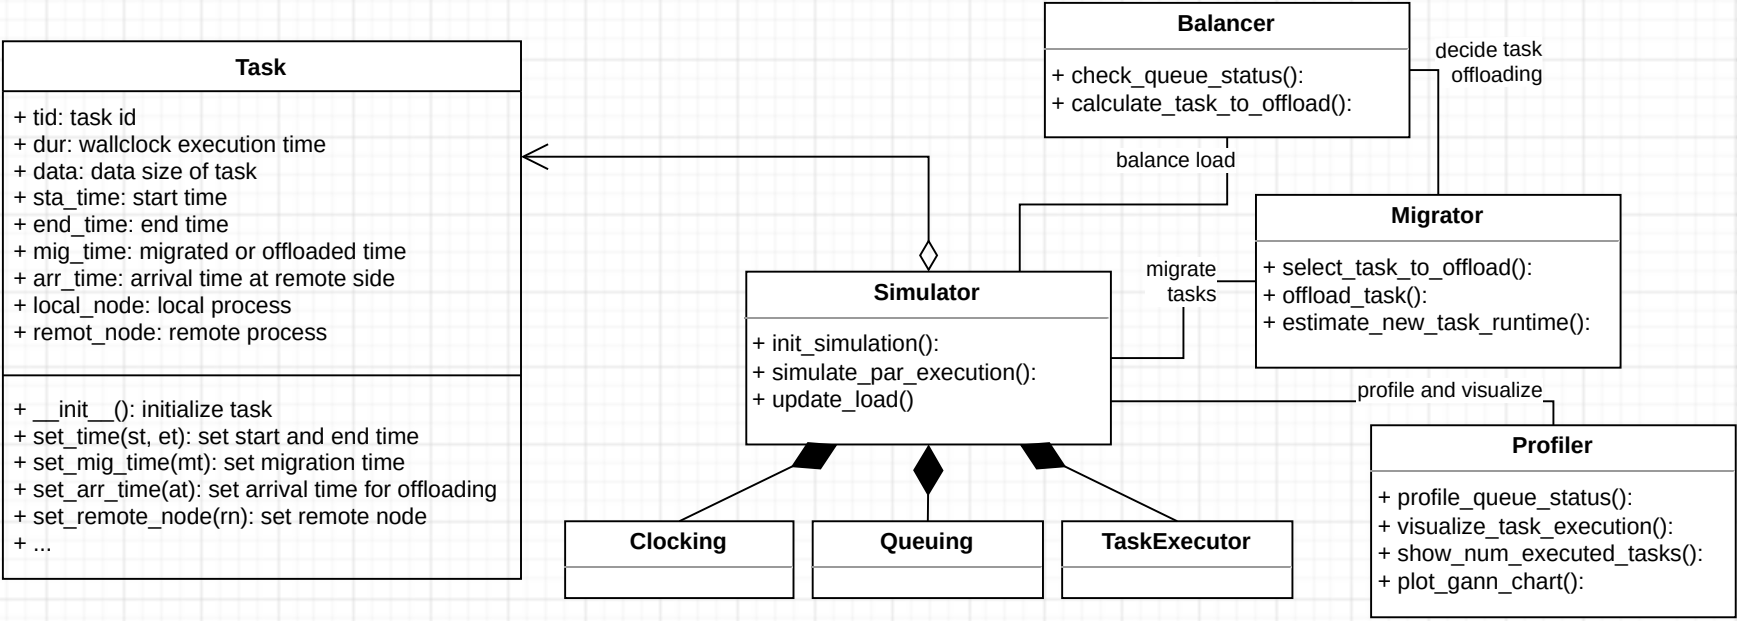 Task
+ tid: task id
+ dur: wallclock execution time
+ data: data size of task
+ sta_time: start time
+ end_time: end time
+ mig_time: migrated or offloaded time
+ arr_time: arrival time at remote side
+ local_node: local process
+ remot_node: remote process
+ __init__(): initialize task
+ set_time(st, et): set start and end time
+ set_mig_time(mt): set migration time
+ set_arr_time(at): set arrival time for offloading
+ set_remote_node(rn): set remote node
+ ...
Balancer
+ check_queue_status():
+ calculate_task_to_offload():
decide task
offloading
balance load
Migrator
+ select_task_to_offload():
+ offload_task():
+ estimate_new_task_runtime():
migrate
tasks
Simulator
+ init_simulation():
+ simulate_par_execution():
+ update_load()
profile and visualize
Profiler
+ profile_queue_status():
+ visualize_task_execution():
+ show_num_executed_tasks():
+ plot_gann_chart():
Clocking
Queuing
TaskExecutor